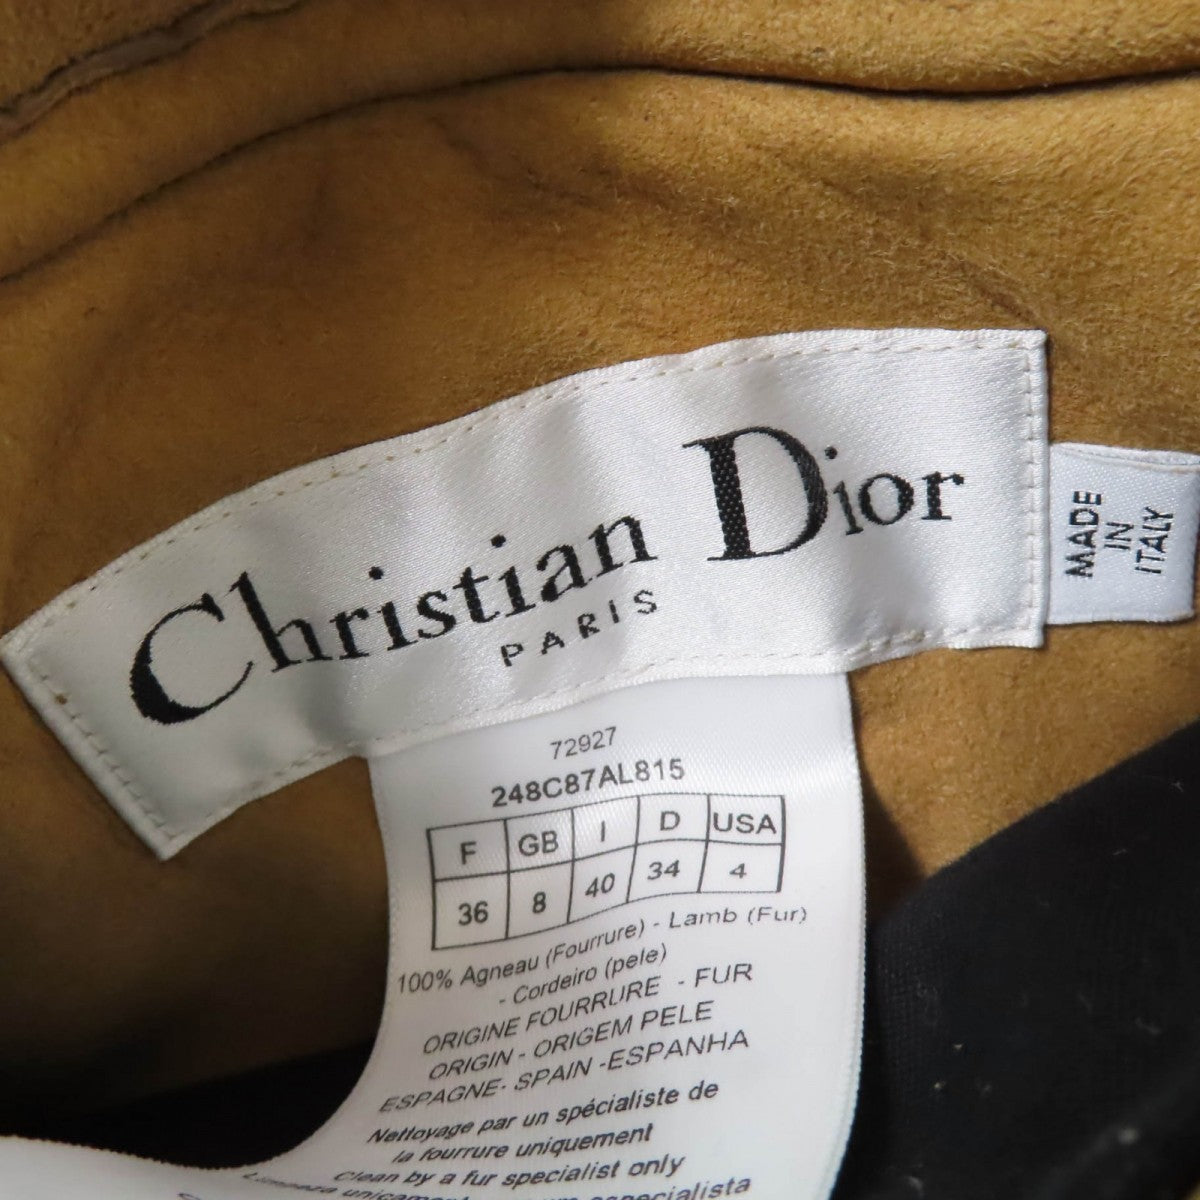 Christian Dior
PARIS
MADE
IN
ITALY
72927
248C87AL815
F GB I D USA
36 8 40 34 4
100% Agneau (Fourrure) - Lamb (Fur)
- Cordeiro (pele)
ORIGINE FOURRURE - FUR
ORIGIN - ORIGEM PELE
ESPAGNE- SPAIN -ESPANHA
Nettoyage par un spécialiste de
la fourrure uniquement
Clean by a fur specialist only
especialista